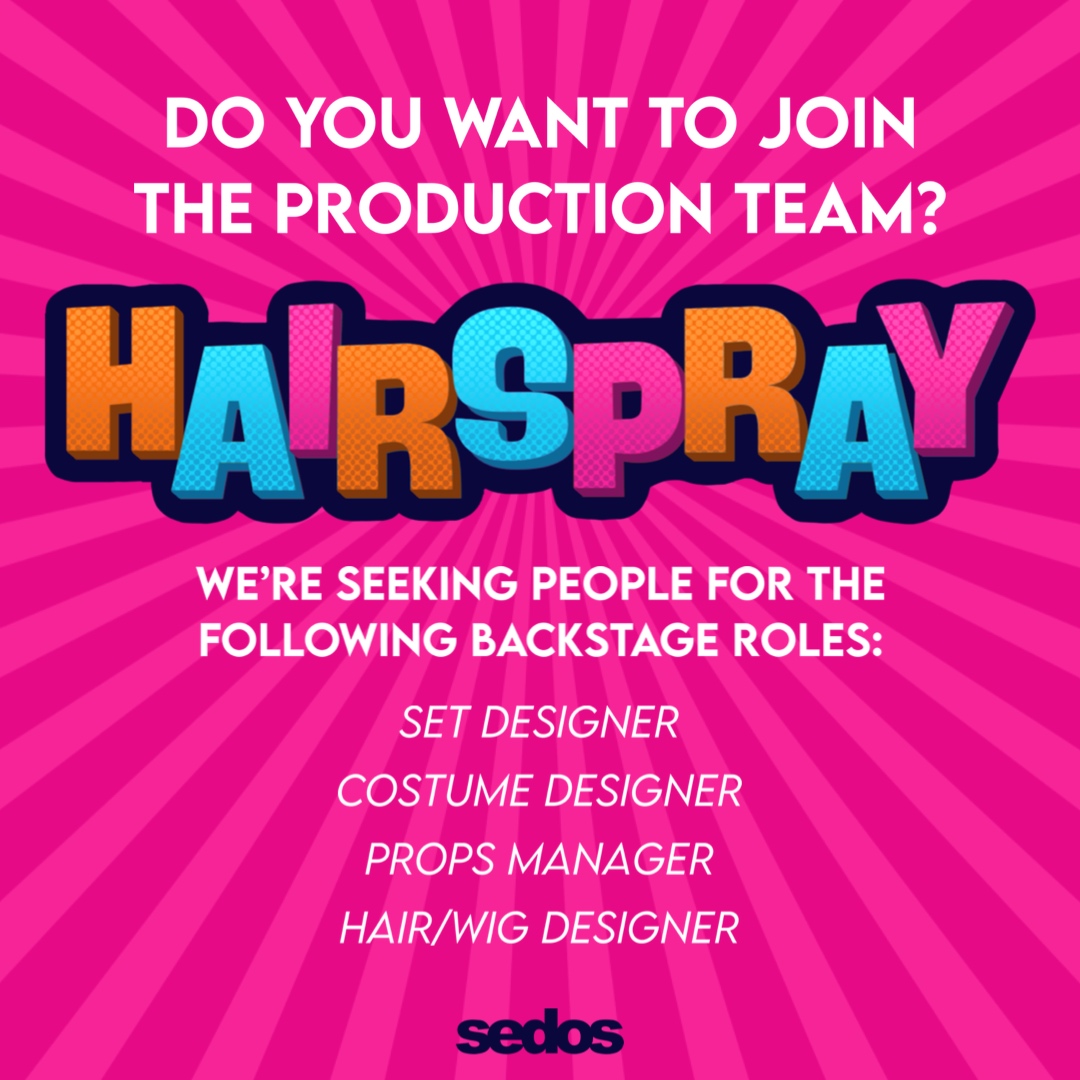 DO YOU WANT TO JOIN
THE PRODUCTION TEAM?
HAIRSPRAY
WE'RE SEEKING PEOPLE FOR THE
FOLLOWING BACKSTAGE ROLES:
SET DESIGNER
COSTUME DESIGNER
PROPS MANAGER
HAIR/WIG DESIGNER
sedos